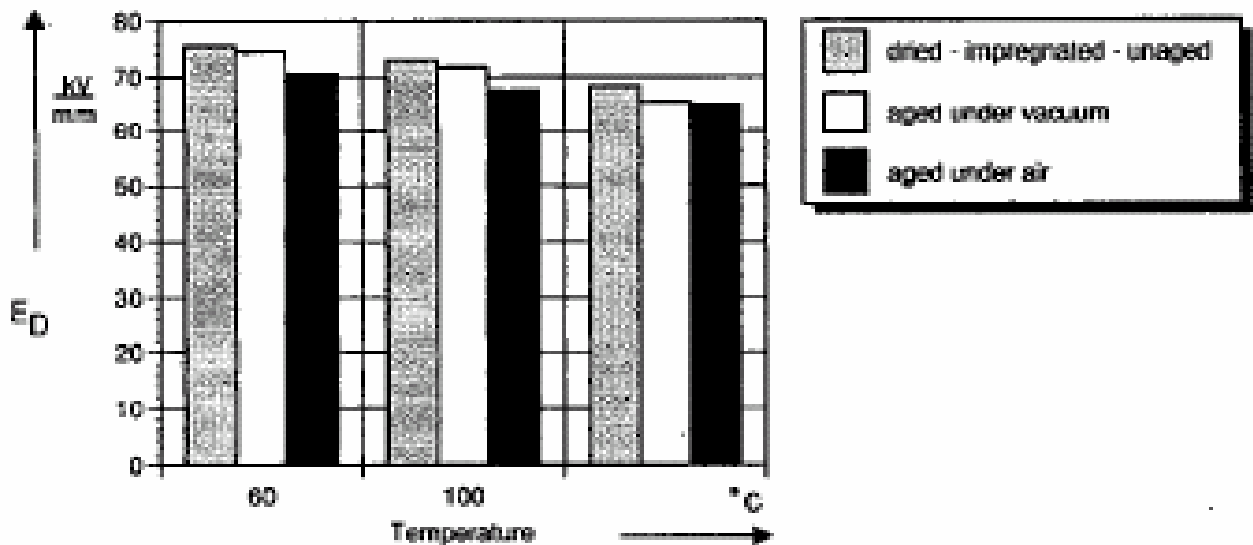 80
70
kV
mm
60
50
40
30
E_D
20
10
0
60
100
°C
Temperature
dried - impregnated - unaged
aged under vacuum
aged under air